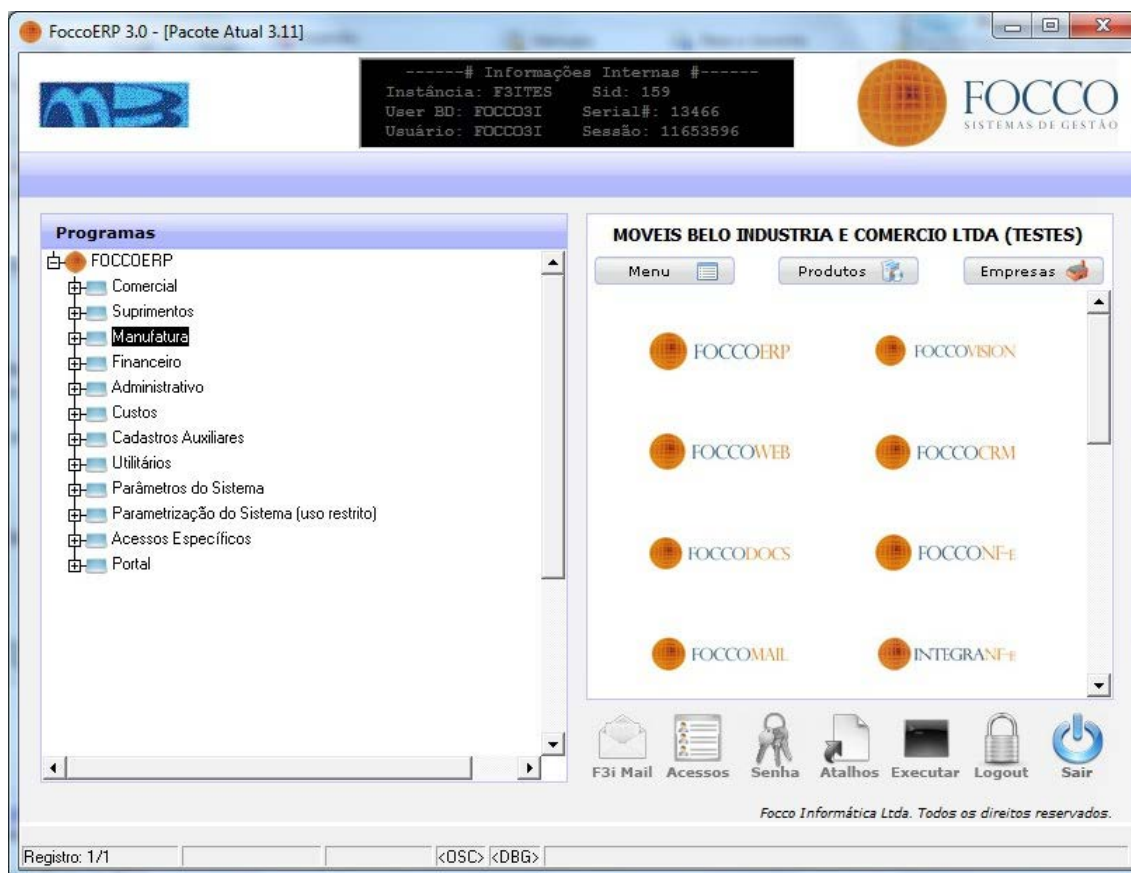 FoccoERP 3.0 - [Pacote Atual 3.11]
------# Informações Internas #------
Instância: F3ITES Sid: 159
User BD: FOCCO3I Serial#: 13466
Usuário: FOCCO3I Sessão: 11653596
FOCCO
SISTEMAS DE GESTÃO
Programas
FOCCOERP
Comercial
Suprimentos
Manufatura
Financeiro
Administrativo
Custos
Cadastros Auxiliares
Utilitários
Parâmetros do Sistema
Parametrização do Sistema (uso restrito)
Acessos Específicos
Portal
MOVEIS BELO INDUSTRIA E COMERCIO LTDA (TESTES)
Menu Produtos Empresas
FOCCOERP FOCCOVISION
FOCCOWEB FOCCOCRM
FOCCODOCS FOCCONF-E
FOCCOMAIL INTEGRANF-E
F3i Mail Acessos Senha Atalhos Executar Logout Sair
Focco Informática Ltda. Todos os direitos reservados.
Registro: 1/1 <OSC> <DBG>